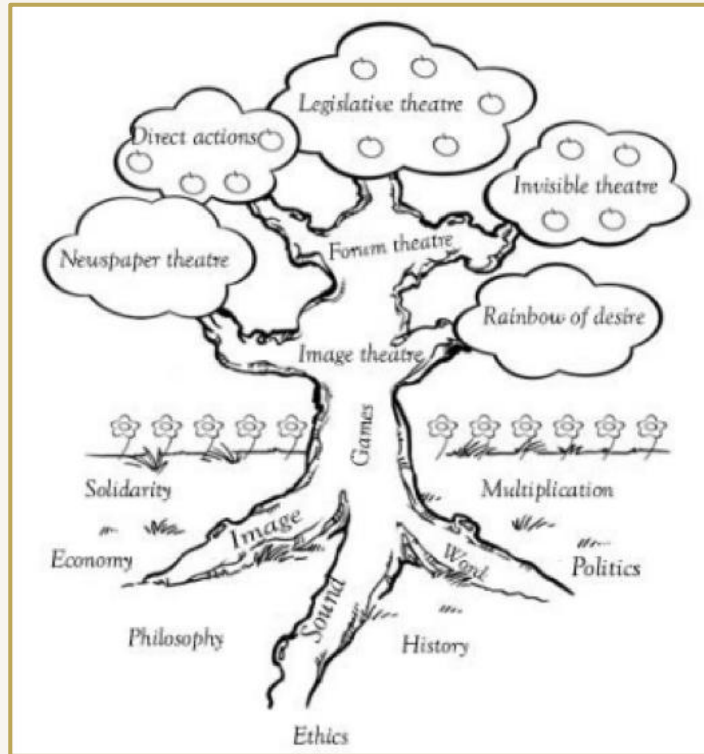 Legislative theatre
Direct actions
Invisible theatre
Newspaper theatre
Forum theatre
Rainbow of desire
Image theatre
Games
Solidarity
Multiplication
Image
Word
Economy
Politics
Sound
Philosophy
History
Ethics